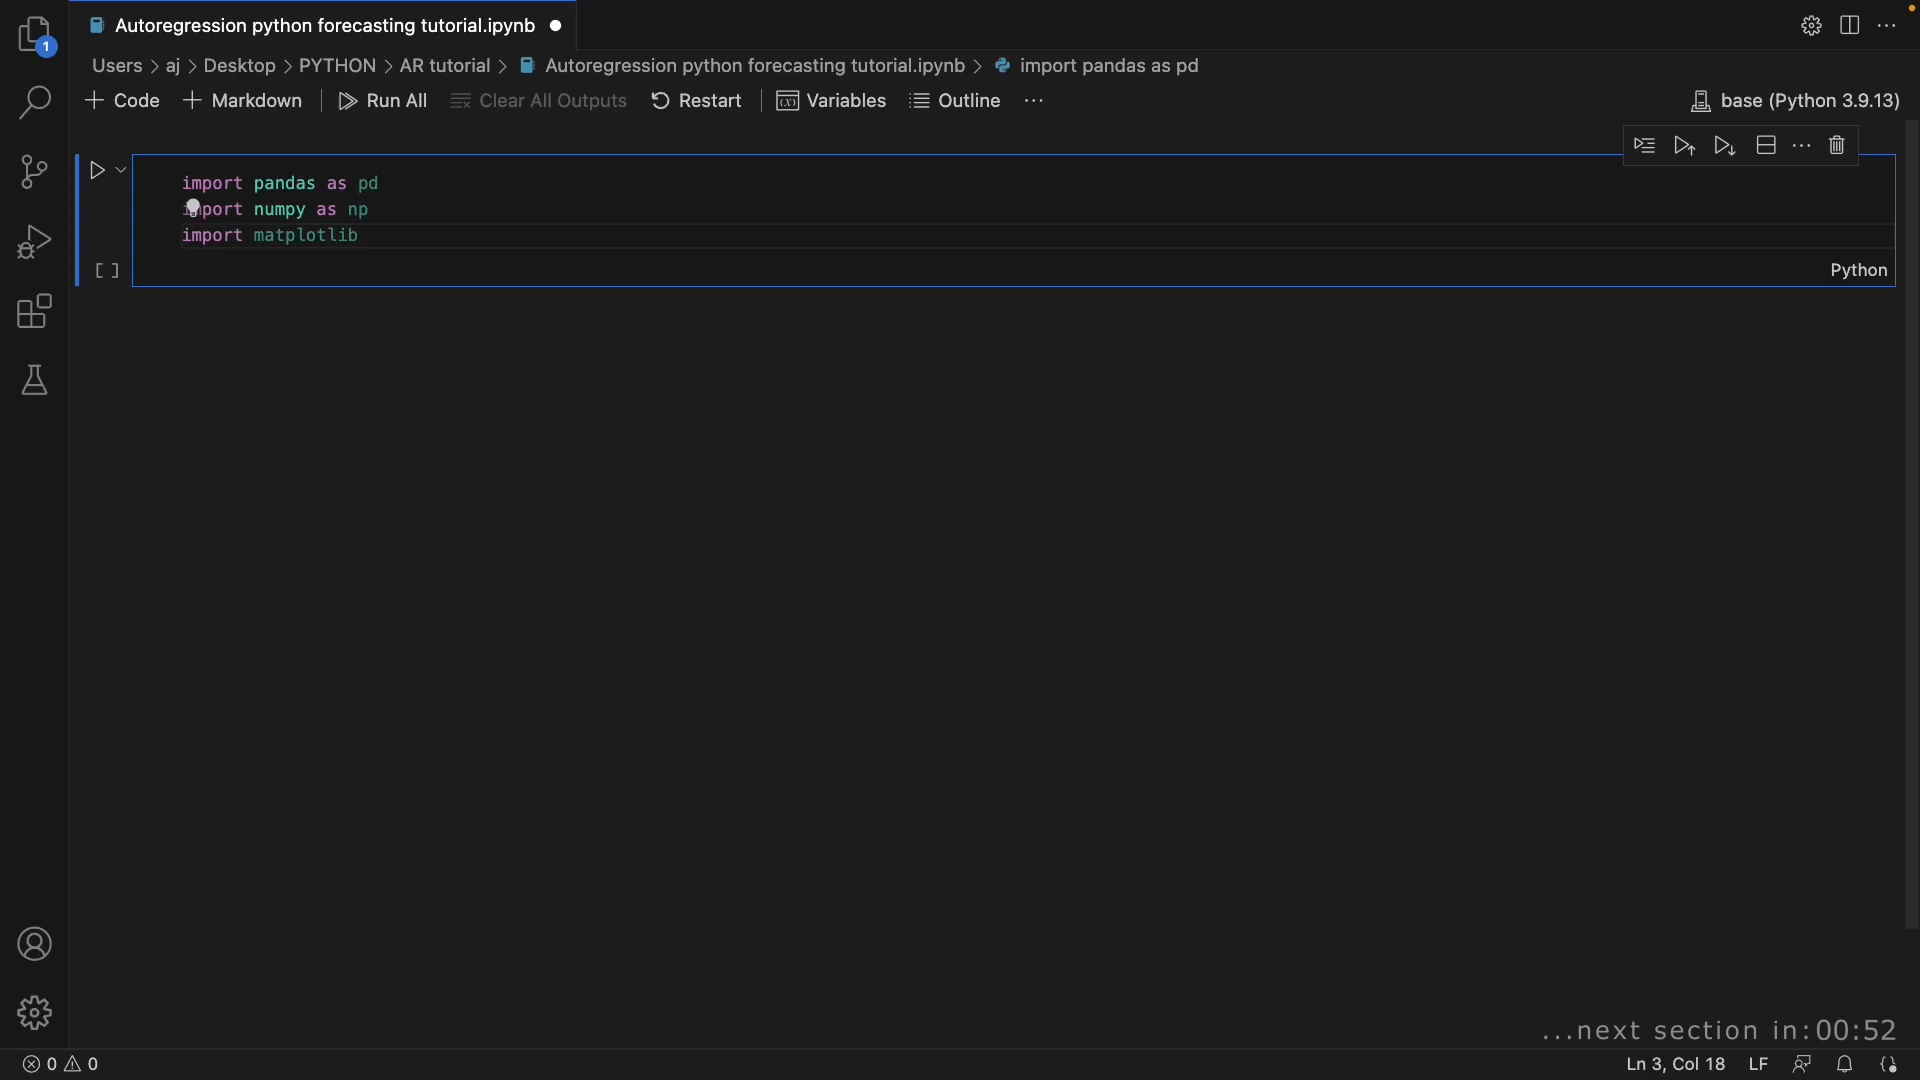 Autoregression python forecasting tutorial.ipynb
1
Users > aj > Desktop > PYTHON > AR tutorial > Autoregression python forecasting tutorial.ipynb > import pandas as pd
+ Code + Markdown Run All Clear All Outputs Restart Variables Outline ... base (Python 3.9.13)
import pandas as pd
import numpy as np
import matplotlib
[ ] Python
...next section in:00:52
0 0 Ln 3, Col 18 LF